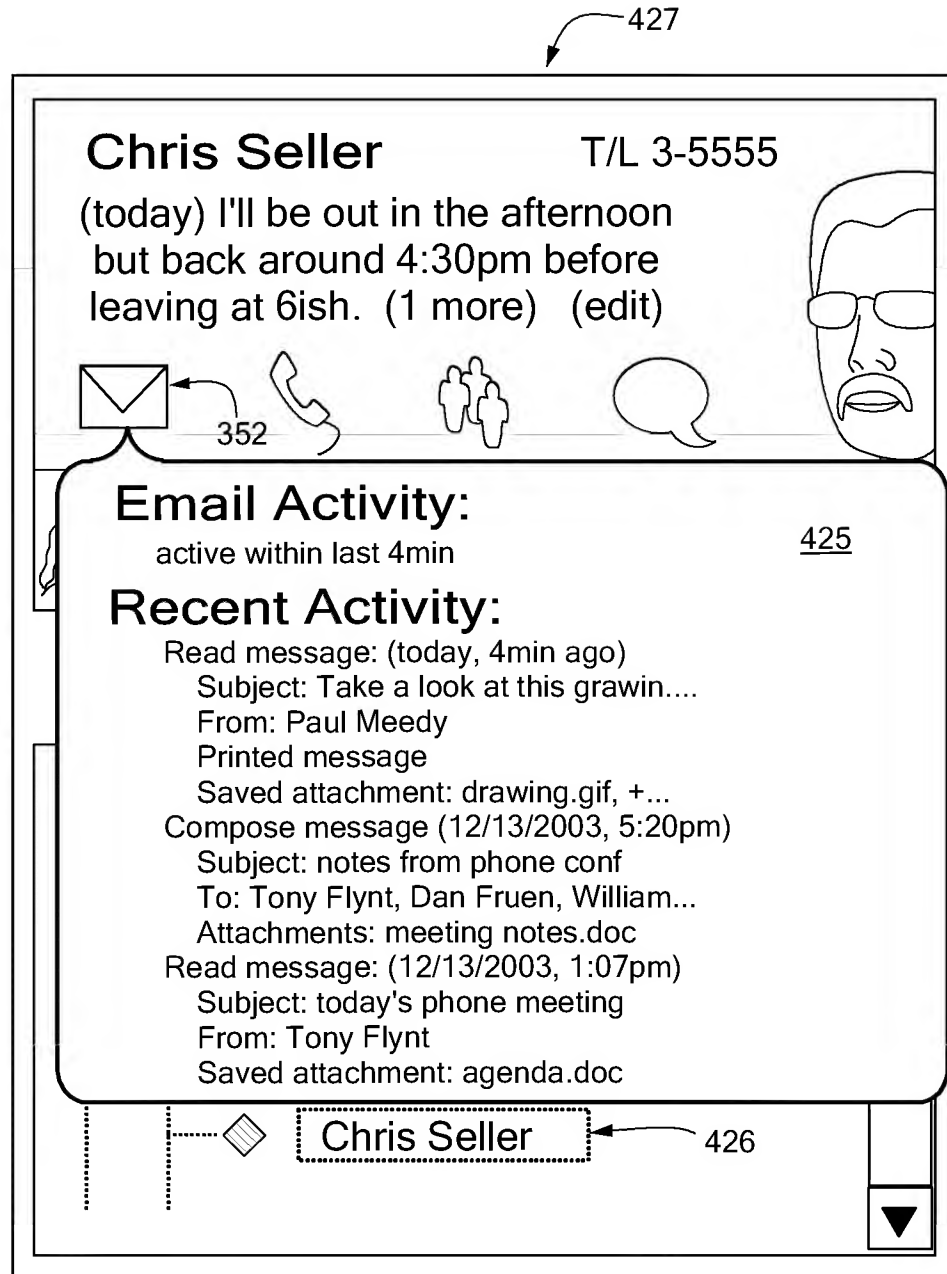 427
Chris Seller T/L 3-5555
(today) I'll be out in the afternoon
but back around 4:30pm before
leaving at 6ish. (1 more) (edit)
352
Email Activity:
425
active within last 4min
Recent Activity:
Read message: (today, 4min ago)
Subject: Take a look at this grawin....
From: Paul Meedy
Printed message
Saved attachment: drawing.gif, +...
Compose message (12/13/2003, 5:20pm)
Subject: notes from phone conf
To: Tony Flynt, Dan Fruen, William...
Attachments: meeting notes.doc
Read message: (12/13/2003, 1:07pm)
Subject: today's phone meeting
From: Tony Flynt
Saved attachment: agenda.doc
Chris Seller
426